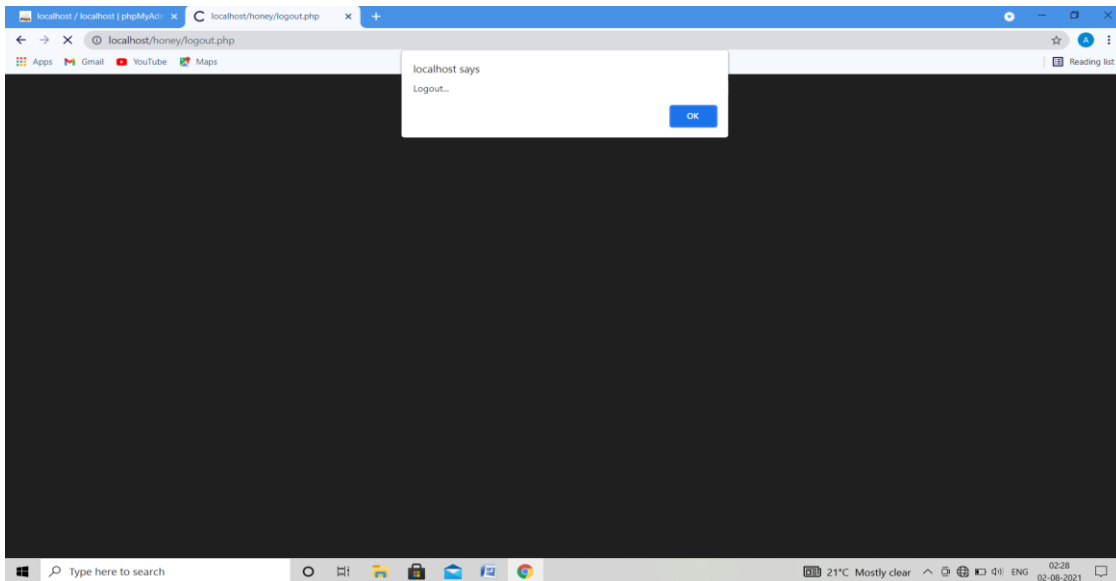 localhost / localhost | phpMyAd
localhost/honey/logout.php
localhost/honey/logout.php
A
Apps Gmail YouTube Maps
Reading list
localhost says
Logout...
OK
Type here to search
21°C Mostly clear
ENG
02:28
02-08-2021